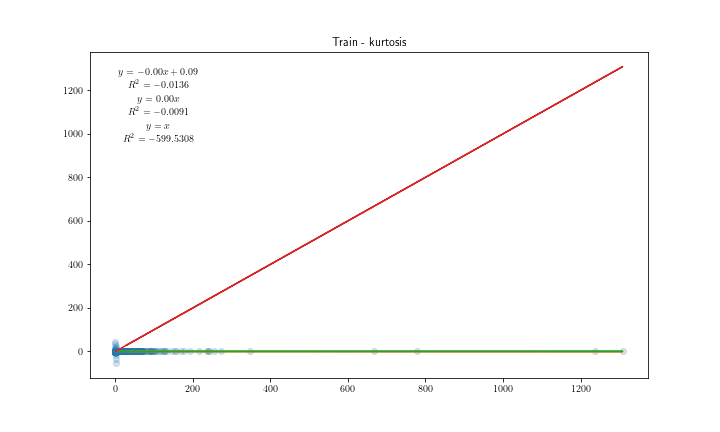 Train - kurtosis
y = −0.00x + 0.09
R² = −0.0136
y = 0.00x
R² = −0.0091
y = x
R² = −599.5308
1200
1000
800
600
400
200
0
0 200 400 600 800 1000 1200